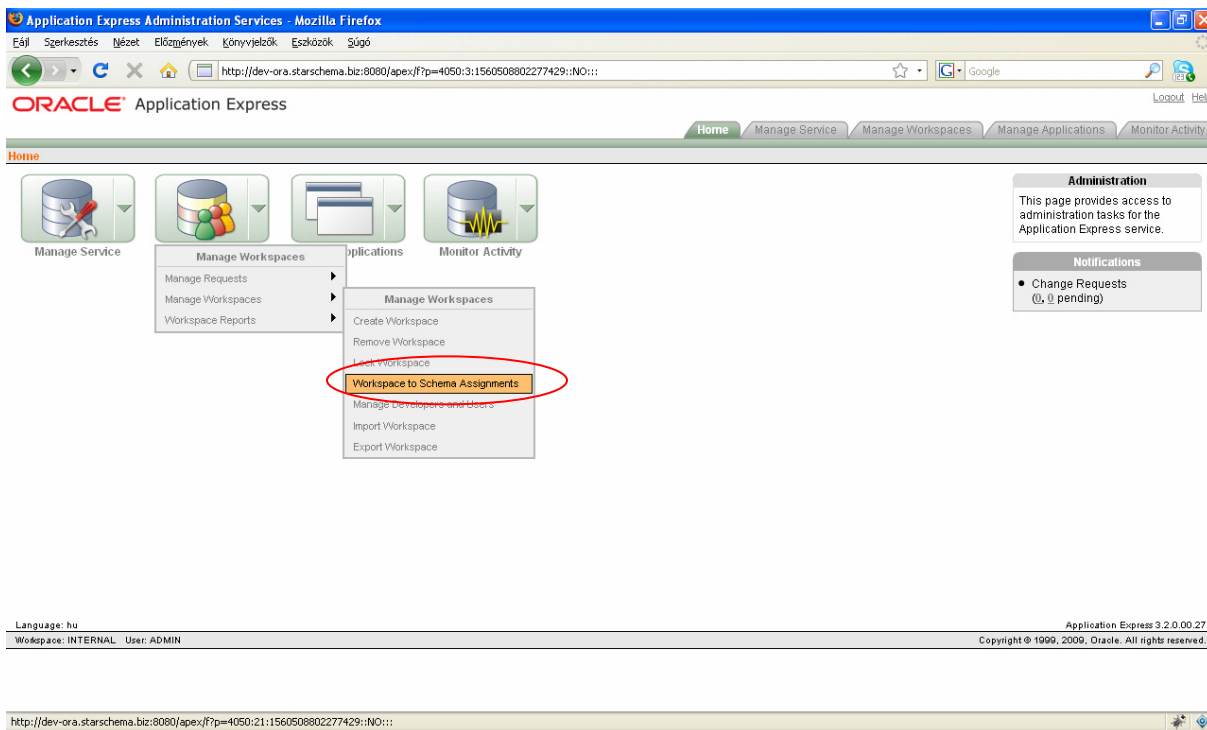 Application Express Administration Services - Mozilla Firefox
Fájl Szerkesztés Nézet Előzmények Könyvjelzők Eszközök Súgó
http://dev-ora.starschema.biz:8080/apex/f?p=4050:3:1560508802277429::NO:::
Google
ORACLE Application Express
Logout Hel
Home Manage Service Manage Workspaces Manage Applications Monitor Activity
Home
Manage Service
pplications
Monitor Activity
Manage Workspaces
Manage Requests
Manage Workspaces
Workspace Reports
Manage Workspaces
Create Workspace
Remove Workspace
Lock Workspace
Workspace to Schema Assignments
Manage Developers and Users
Import Workspace
Export Workspace
Administration
This page provides access to
administration tasks for the
Application Express service.
Notifications
Change Requests
(0, 0 pending)
Language: hu
Application Express 3.2.0.00.27
Workspace: INTERNAL User: ADMIN
Copyright © 1999, 2009, Oracle. All rights reserved.
http://dev-ora.starschema.biz:8080/apex/f?p=4050:21:1560508802277429::NO:::